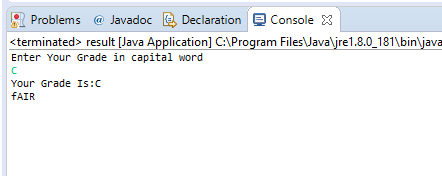 Problems @ Javadoc Declaration Console
<terminated> result [Java Application] C:\Program Files\Java\jre1.8.0_181\bin\java
Enter Your Grade in capital word
C
Your Grade Is:C
fAIR